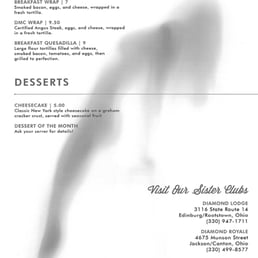 BREAKFAST WRAP | 7
Smoked bacon, eggs, and cheese, wrapped
in a fresh tortilla.
DMC WRAP | 9.50
Certified Angus Steak, eggs, and cheese, wrapped
in a fresh tortilla.
BREAKFAST QUESADILLA | 9
Large flour tortillas filled with cheese,
smoked bacon, tomatoes, and eggs, then
grilled to perfection.
DESSERTS
CHEESECAKE | 5.00
Classic New York style cheesecake on a graham
cracker crust, served with seasonal fruit
DESSERT OF THE MONTH
Ask your server for details!
Visit Our Sister Clubs
DIAMOND LODGE
3116 State Route 14
Edinburg/Rootstown, Ohio
(330) 947-1711
DIAMOND ROYALE
4675 Munson Street
Jackson/Canton, Ohio
(330) 499-8577